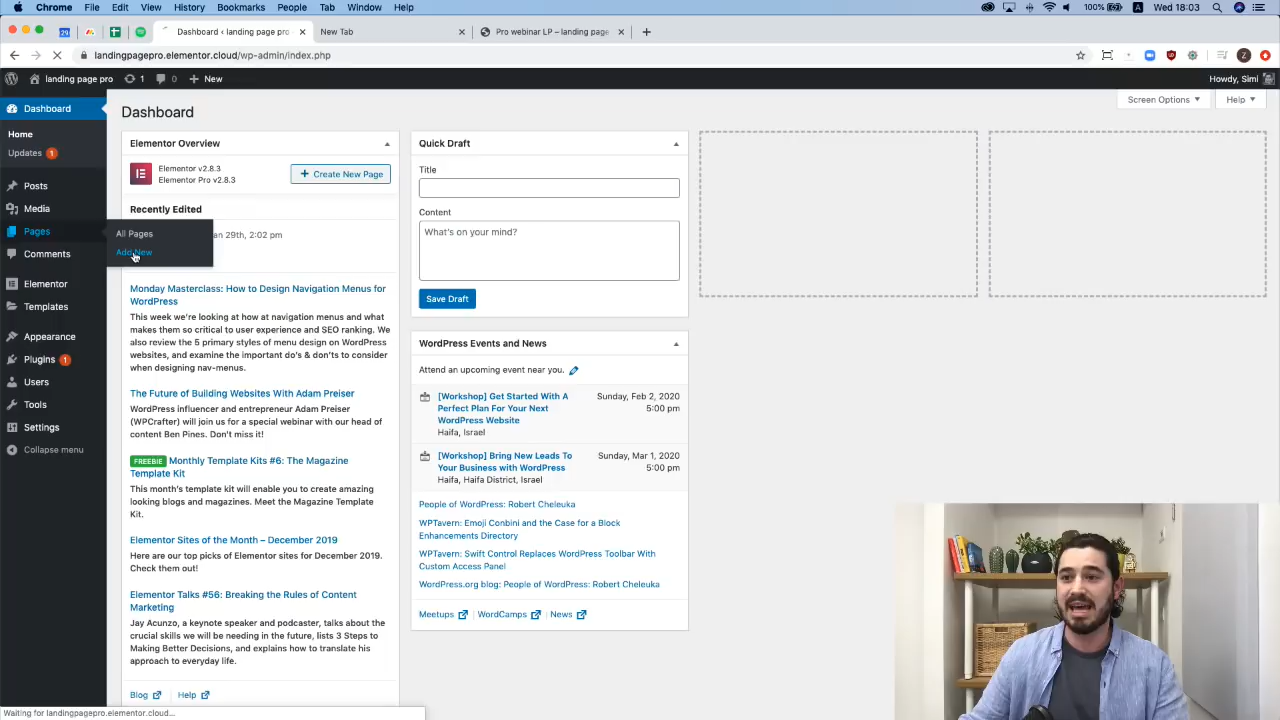 Chrome File Edit View History Bookmarks People Tab Window Help 100% A Wed 18:03
Dashboard ‹ landing page pro New Tab Pro webinar LP – landing page
landingpagepro.elementor.cloud/wp-admin/index.php
landing page pro 1 0 New Howdy, Simi
Screen Options Help
Dashboard
Home
Updates 1
Posts
Media
Pages
All Pages
Add New
Comments
Elementor
Templates
Appearance
Plugins 1
Users
Tools
Settings
Collapse menu
Dashboard
Elementor Overview
Elementor v2.8.3
Elementor Pro v2.8.3
Create New Page
Recently Edited
an 29th, 2:02 pm
Monday Masterclass: How to Design Navigation Menus for
WordPress
This week we're looking at how at navigation menus and what
makes them so critical to user experience and SEO ranking. We
also review the 5 primary styles of menu design on WordPress
websites, and examine the important do's & don'ts to consider
when designing nav-menus.
The Future of Building Websites With Adam Preiser
WordPress influencer and entrepreneur Adam Preiser
(WPCrafter) will join us for a special webinar with our head of
content Ben Pines. Don't miss it!
FREEBIE Monthly Template Kits #6: The Magazine
Template Kit
This month's template kit will enable you to create amazing
looking blogs and magazines. Meet the Magazine Template
Kit.
Elementor Sites of the Month – December 2019
Here are our top picks of Elementor sites for December 2019.
Check them out!
Elementor Talks #56: Breaking the Rules of Content
Marketing
Jay Acunzo, a keynote speaker and podcaster, talks about the
crucial skills we will be needing in the future, lists 3 Steps to
Making Better Decisions, and explains how to translate his
approach to everyday life.
Blog Help
Quick Draft
Title
Content
What's on your mind?
Save Draft
WordPress Events and News
Attend an upcoming event near you.
[Workshop] Get Started With A
Perfect Plan For Your Next
WordPress Website
Haifa, Israel
Sunday, Feb 2, 2020
5:00 pm
[Workshop] Bring New Leads To
Your Business with WordPress
Haifa, Haifa District, Israel
Sunday, Mar 1, 2020
5:00 pm
People of WordPress: Robert Cheleuka
WPTavern: Emoji Conbini and the Case for a Block
Enhancements Directory
WPTavern: Swift Control Replaces WordPress Toolbar With
Custom Access Panel
WordPress.org blog: People of WordPress: Robert Cheleuka
Meetups WordCamps News
Waiting for landingpagepro.elementor.cloud...